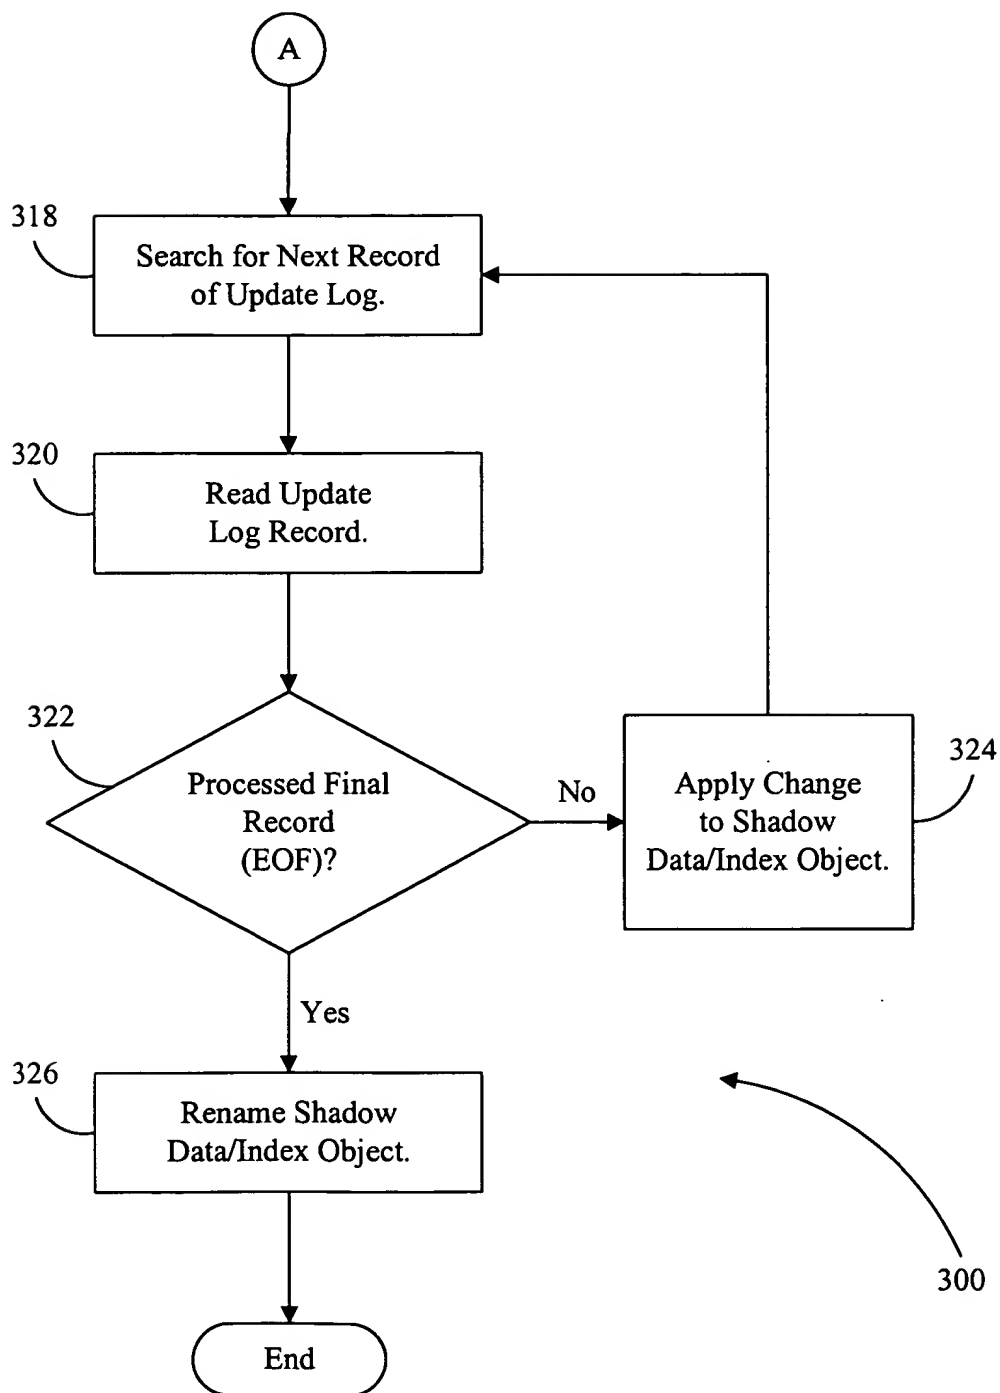 A
318
Search for Next Record
of Update Log.
320
Read Update
Log Record.
322
Processed Final
Record
(EOF)?
No
Apply Change
to Shadow
Data/Index Object.
324
Yes
326
Rename Shadow
Data/Index Object.
300
End